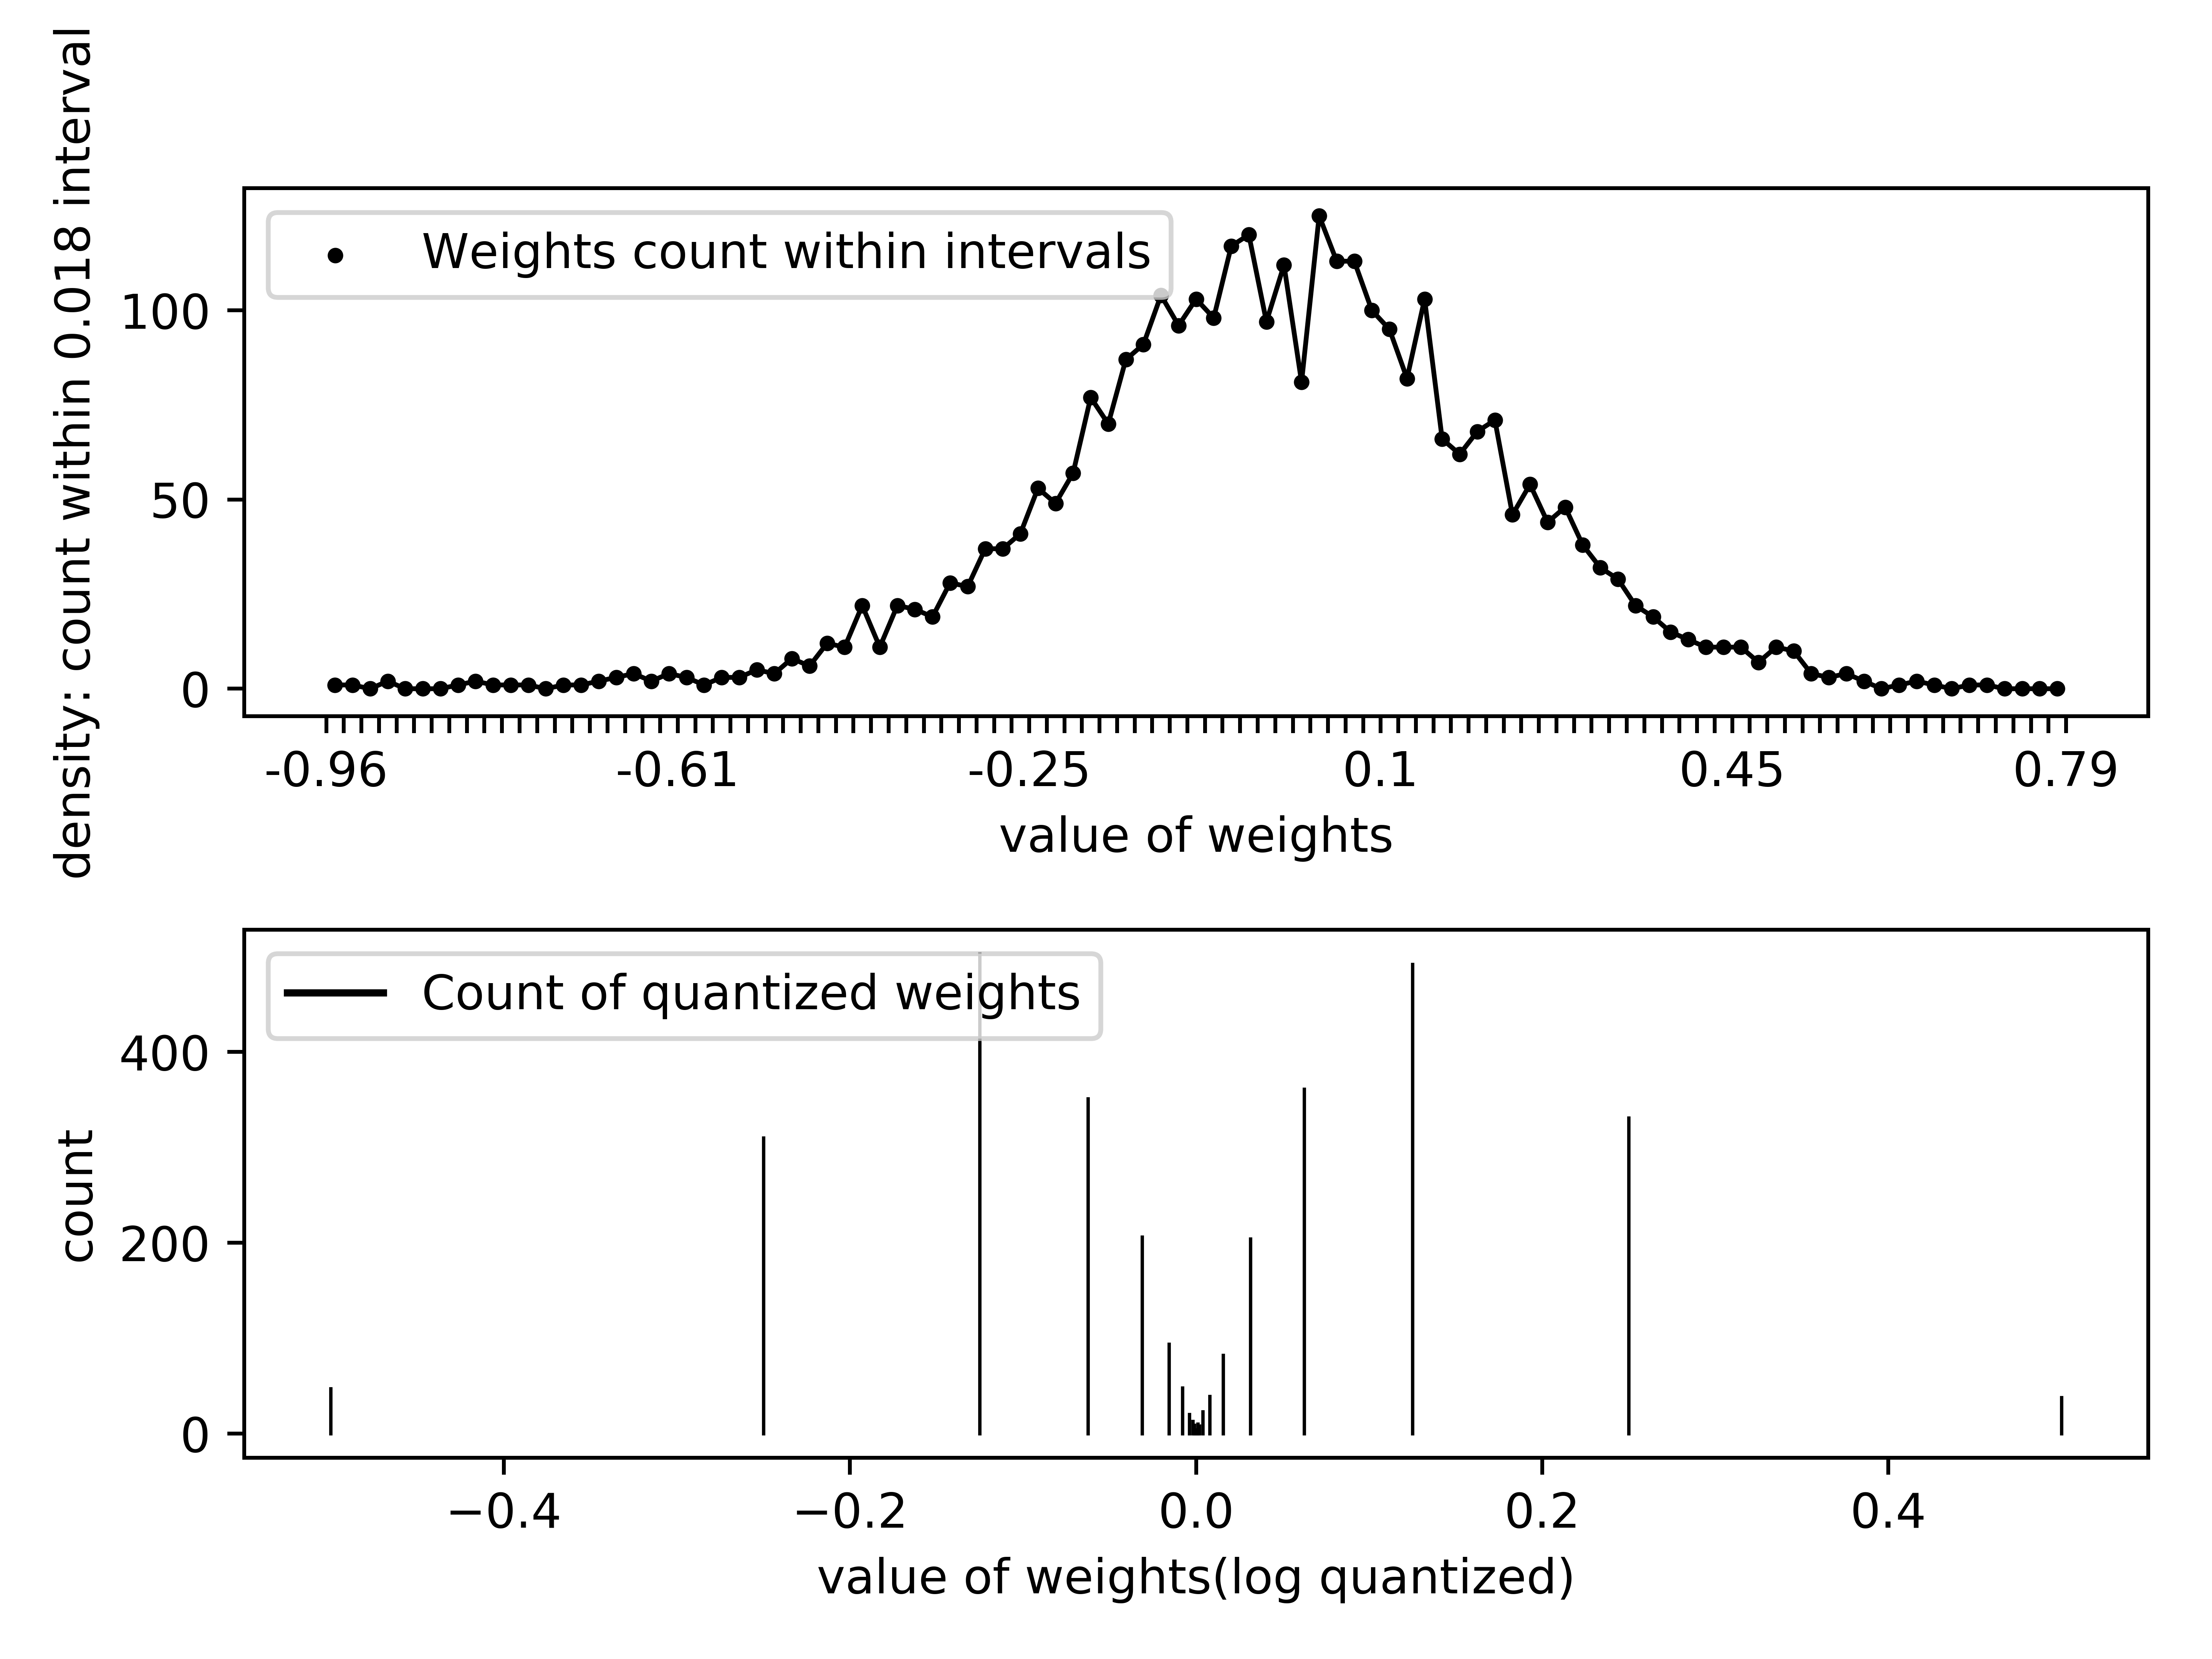 density: count within 0.018 interval
Weights count within intervals
100
50
0
-0.96 -0.61 -0.25 0.1 0.45 0.79
value of weights
Count of quantized weights
count
400
200
0
−0.4 −0.2 0.0 0.2 0.4
value of weights(log quantized)